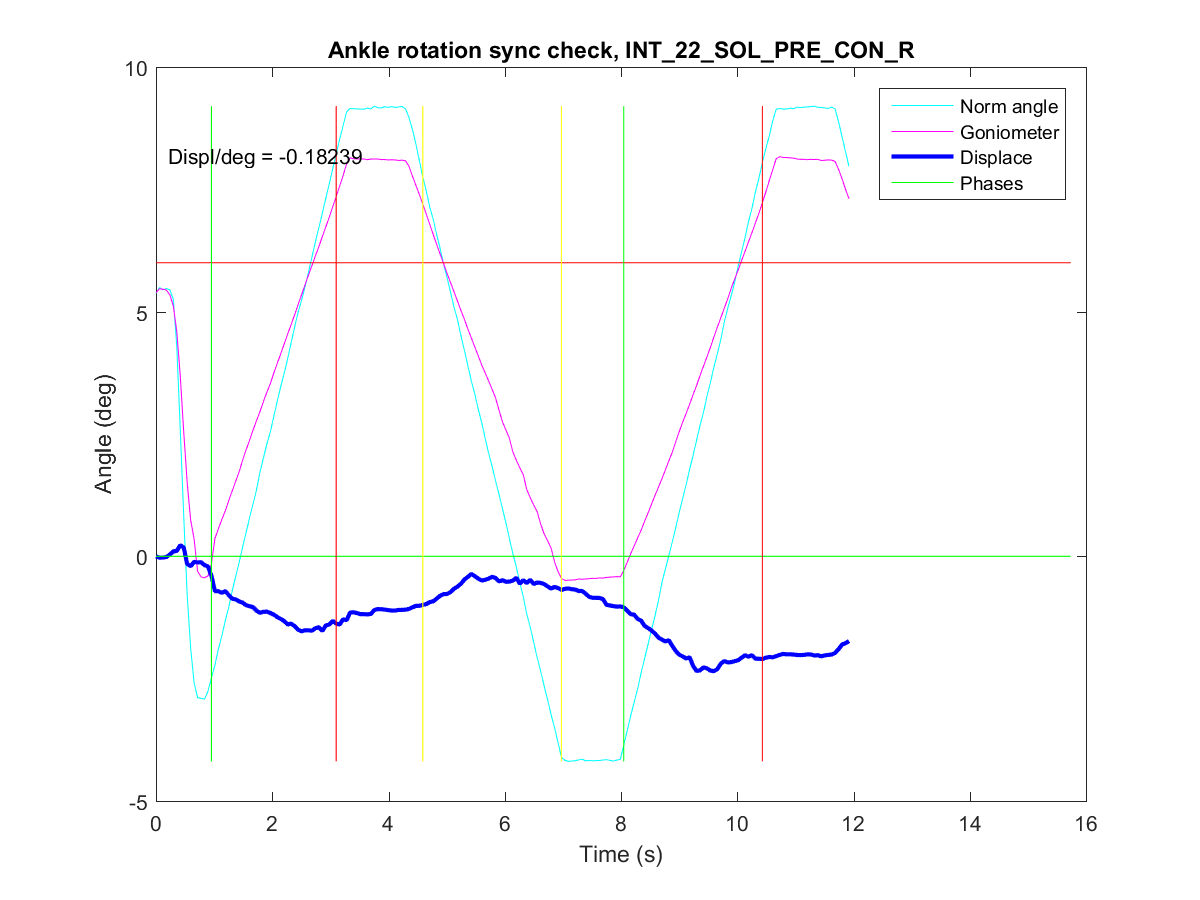 Ankle rotation sync check, INT_22_SOL_PRE_CON_R
10
5
0
-5
Angle (deg)
Displ/deg = -0.18239
Norm angle
Goniometer
Displace
Phases
0 2 4 6 8 10 12 14 16
Time (s)